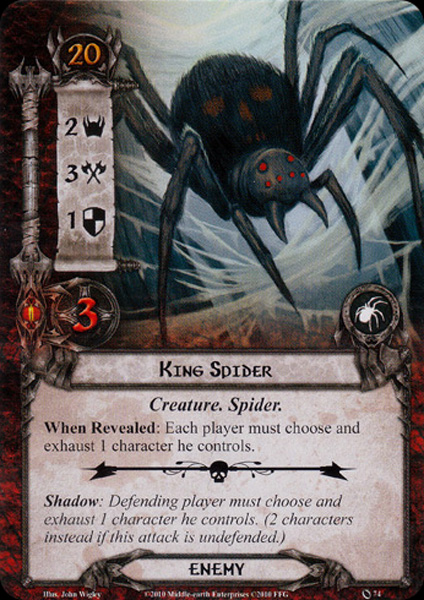 20
2
3
1
3
King Spider
Creature. Spider.
When Revealed: Each player must choose and
exhaust 1 character he controls.
Shadow: Defending player must choose and
exhaust 1 character he controls. (2 characters
instead if this attack is undefended.)
ENEMY
Illus. John Wigley ©2010 Middle-earth Enterprises ©2010 FFG 74